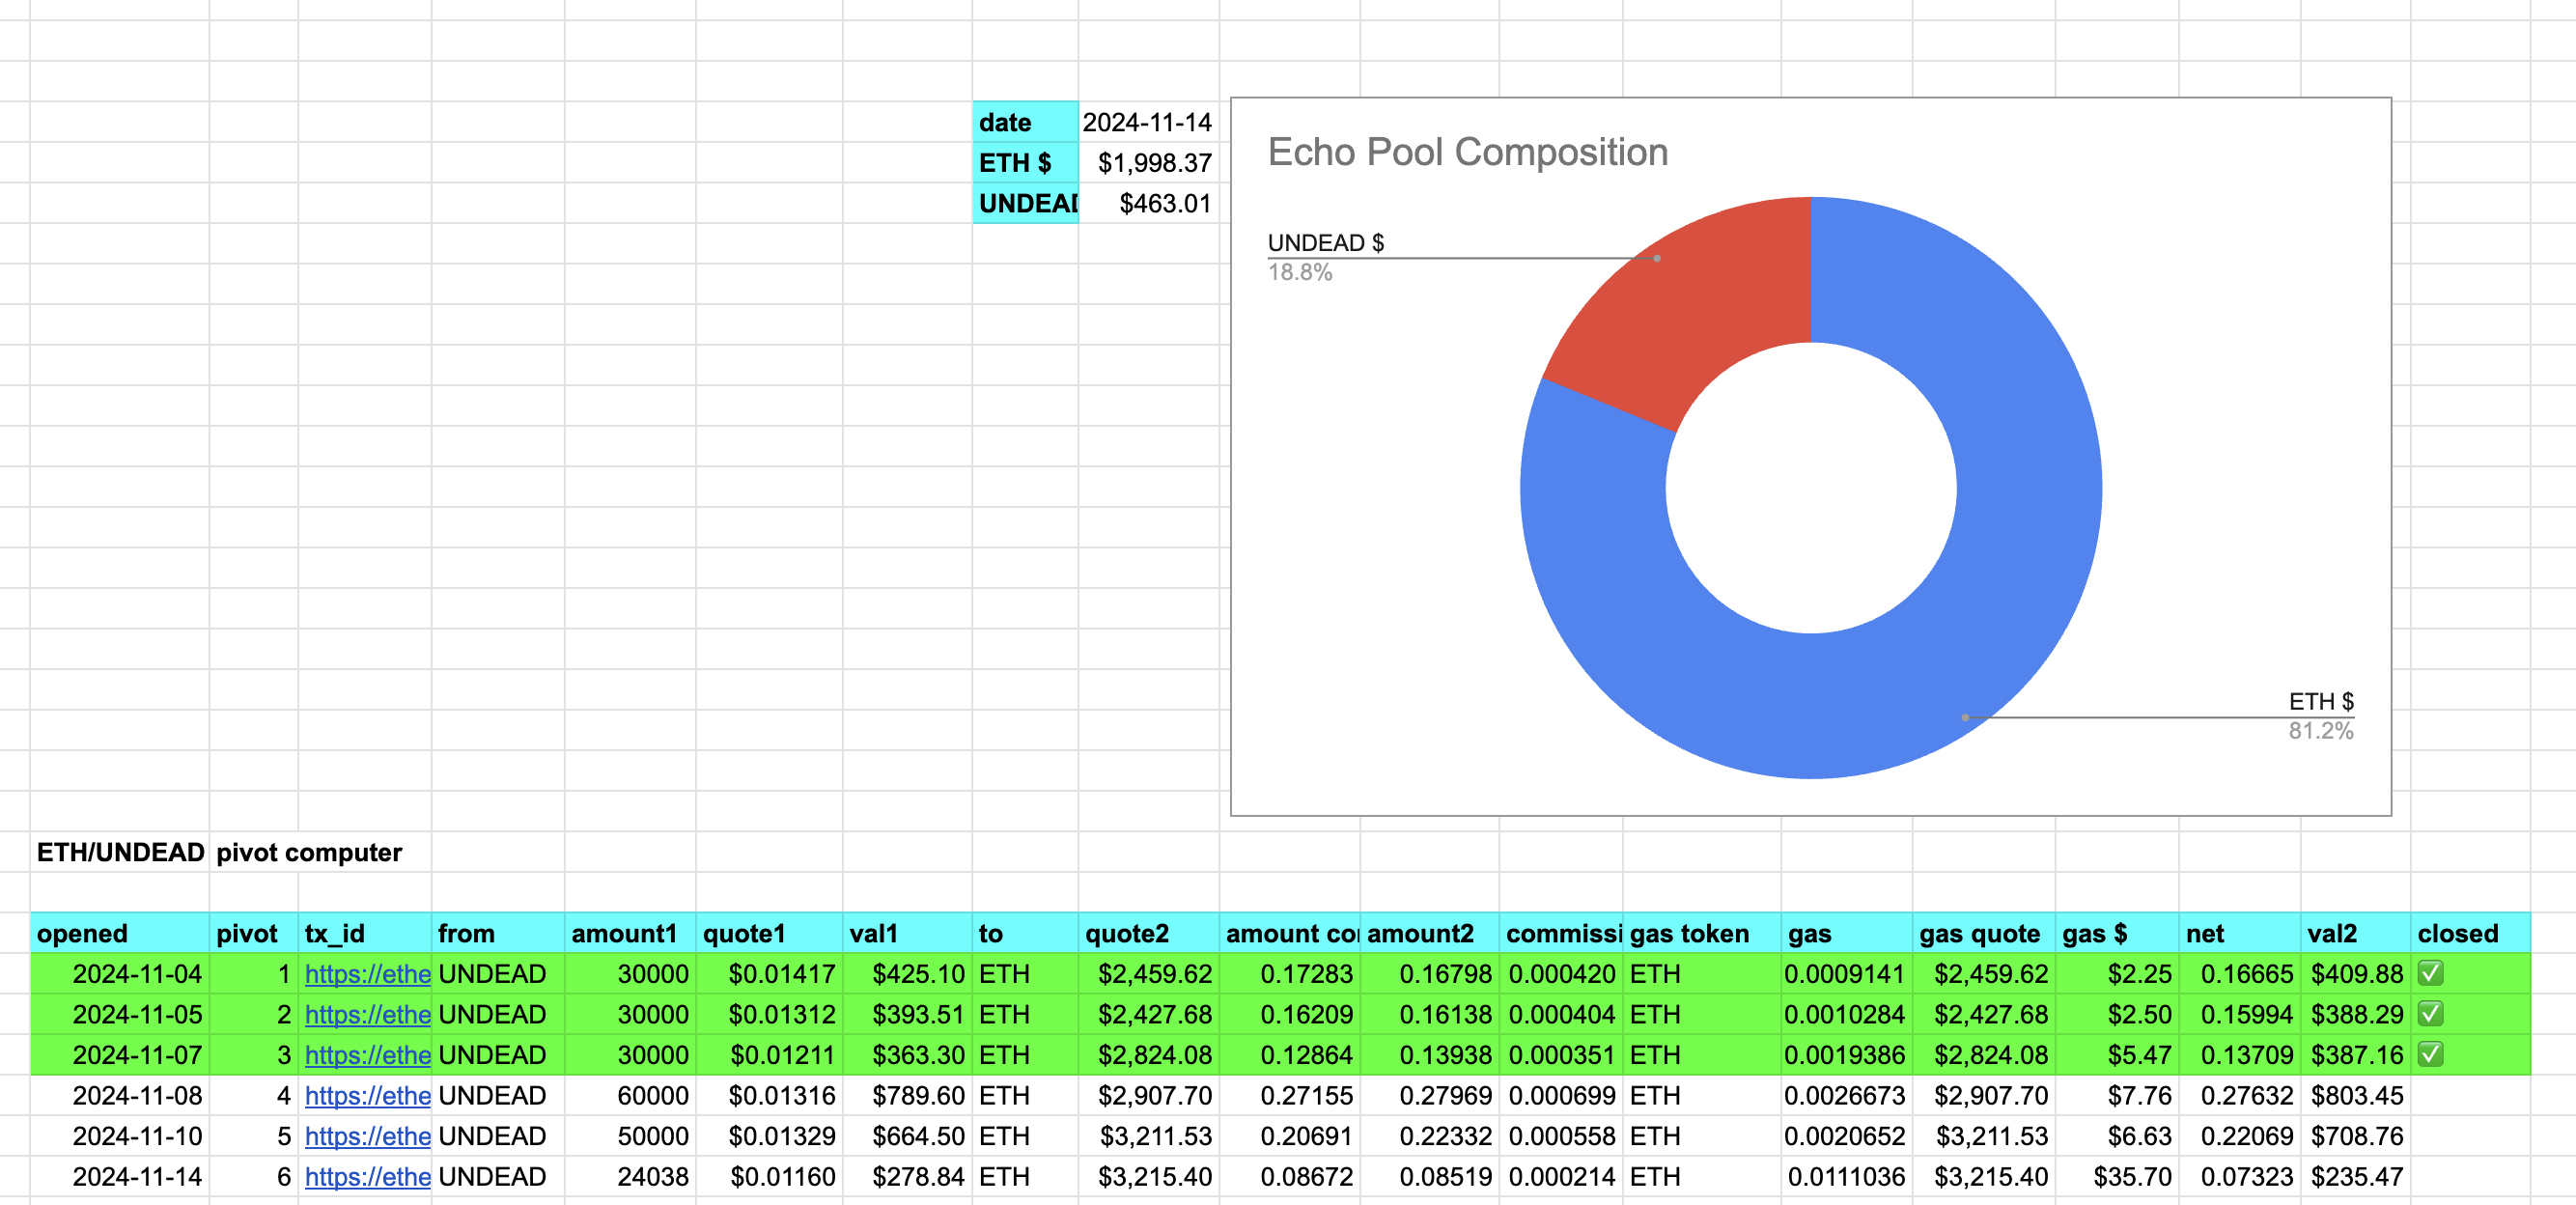 date 2024-11-14
ETH $ $1,998.37
UNDEAD $463.01
Echo Pool Composition
UNDEAD $
18.8%
ETH $
81.2%
ETH/UNDEAD pivot computer
opened pivot tx_id from amount1 quote1 val1 to quote2 amount co amount2 commissi gas token gas gas quote gas $ net val2 closed
2024-11-04 1 https://ethe UNDEAD 30000 $0.01417 $425.10 ETH $2,459.62 0.17283 0.16798 0.000420 ETH 0.0009141 $2,459.62 $2.25 0.16665 $409.88 ✅
2024-11-05 2 https://ethe UNDEAD 30000 $0.01312 $393.51 ETH $2,427.68 0.16209 0.16138 0.000404 ETH 0.0010284 $2,427.68 $2.50 0.15994 $388.29 ✅
2024-11-07 3 https://ethe UNDEAD 30000 $0.01211 $363.30 ETH $2,824.08 0.12864 0.13938 0.000351 ETH 0.0019386 $2,824.08 $5.47 0.13709 $387.16 ✅
2024-11-08 4 https://ethe UNDEAD 60000 $0.01316 $789.60 ETH $2,907.70 0.27155 0.27969 0.000699 ETH 0.0026673 $2,907.70 $7.76 0.27632 $803.45
2024-11-10 5 https://ethe UNDEAD 50000 $0.01329 $664.50 ETH $3,211.53 0.20691 0.22332 0.000558 ETH 0.0020652 $3,211.53 $6.63 0.22069 $708.76
2024-11-14 6 https://ethe UNDEAD 24038 $0.01160 $278.84 ETH $3,215.40 0.08672 0.08519 0.000214 ETH 0.0111036 $3,215.40 $35.70 0.07323 $235.47